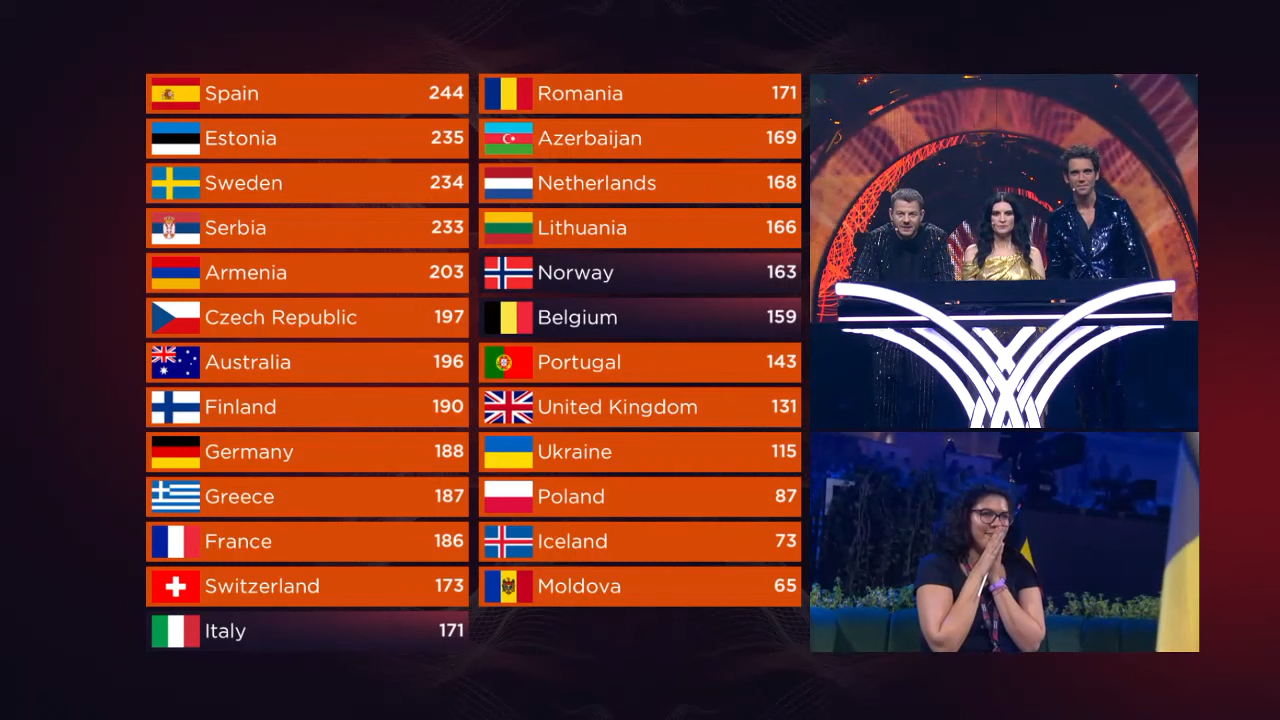 Spain 244
Estonia 235
Sweden 234
Serbia 233
Armenia 203
Czech Republic 197
Australia 196
Finland 190
Germany 188
Greece 187
France 186
Switzerland 173
Italy 171
Romania 171
Azerbaijan 169
Netherlands 168
Lithuania 166
Norway 163
Belgium 159
Portugal 143
United Kingdom 131
Ukraine 115
Poland 87
Iceland 73
Moldova 65